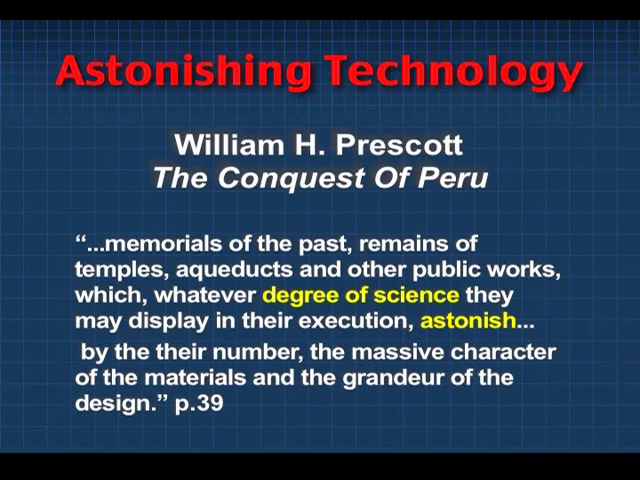 Astonishing Technology
William H. Prescott
The Conquest Of Peru
“...memorials of the past, remains of
temples, aqueducts and other public works,
which, whatever degree of science they
may display in their execution, astonish...
by the their number, the massive character
of the materials and the grandeur of the
design.” p.39